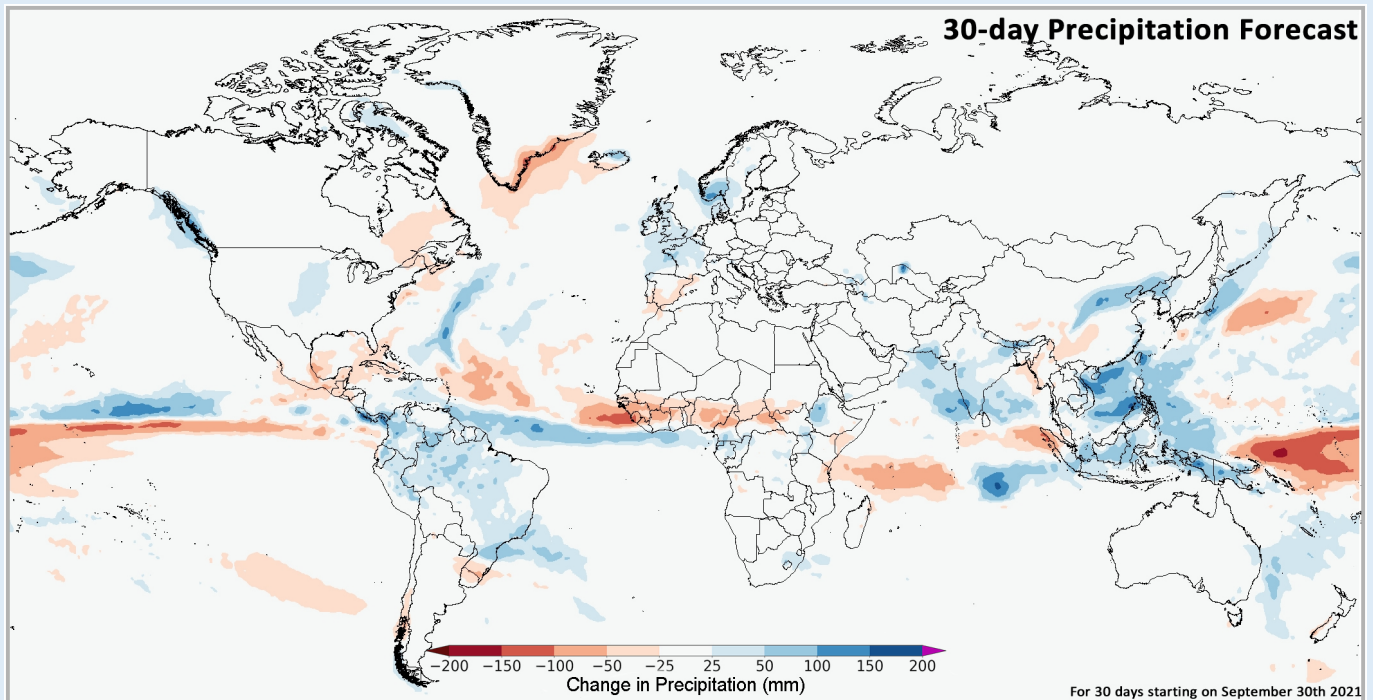 30-day Precipitation Forecast
−200 −150 −100 −50 −25 25 50 100 150 200
Change in Precipitation (mm)
For 30 days starting on September 30th 2021